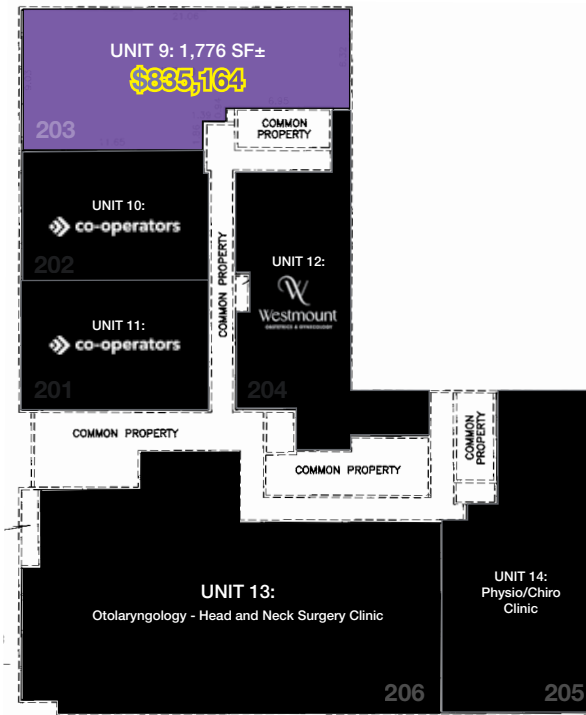 UNIT 9: 1,776 SF±
$835,164
203
COMMON
PROPERTY
UNIT 10:
co-operators
202
UNIT 11:
co-operators
201
COMMON PROPERTY
UNIT 12:
Westmount
OBSTETRICS & GYNECOLOGY
204
COMMON PROPERTY
COMMON PROPERTY
COMMON
PROPERTY
UNIT 13:
Otolaryngology - Head and Neck Surgery Clinic
206
UNIT 14:
Physio/Chiro
Clinic
205